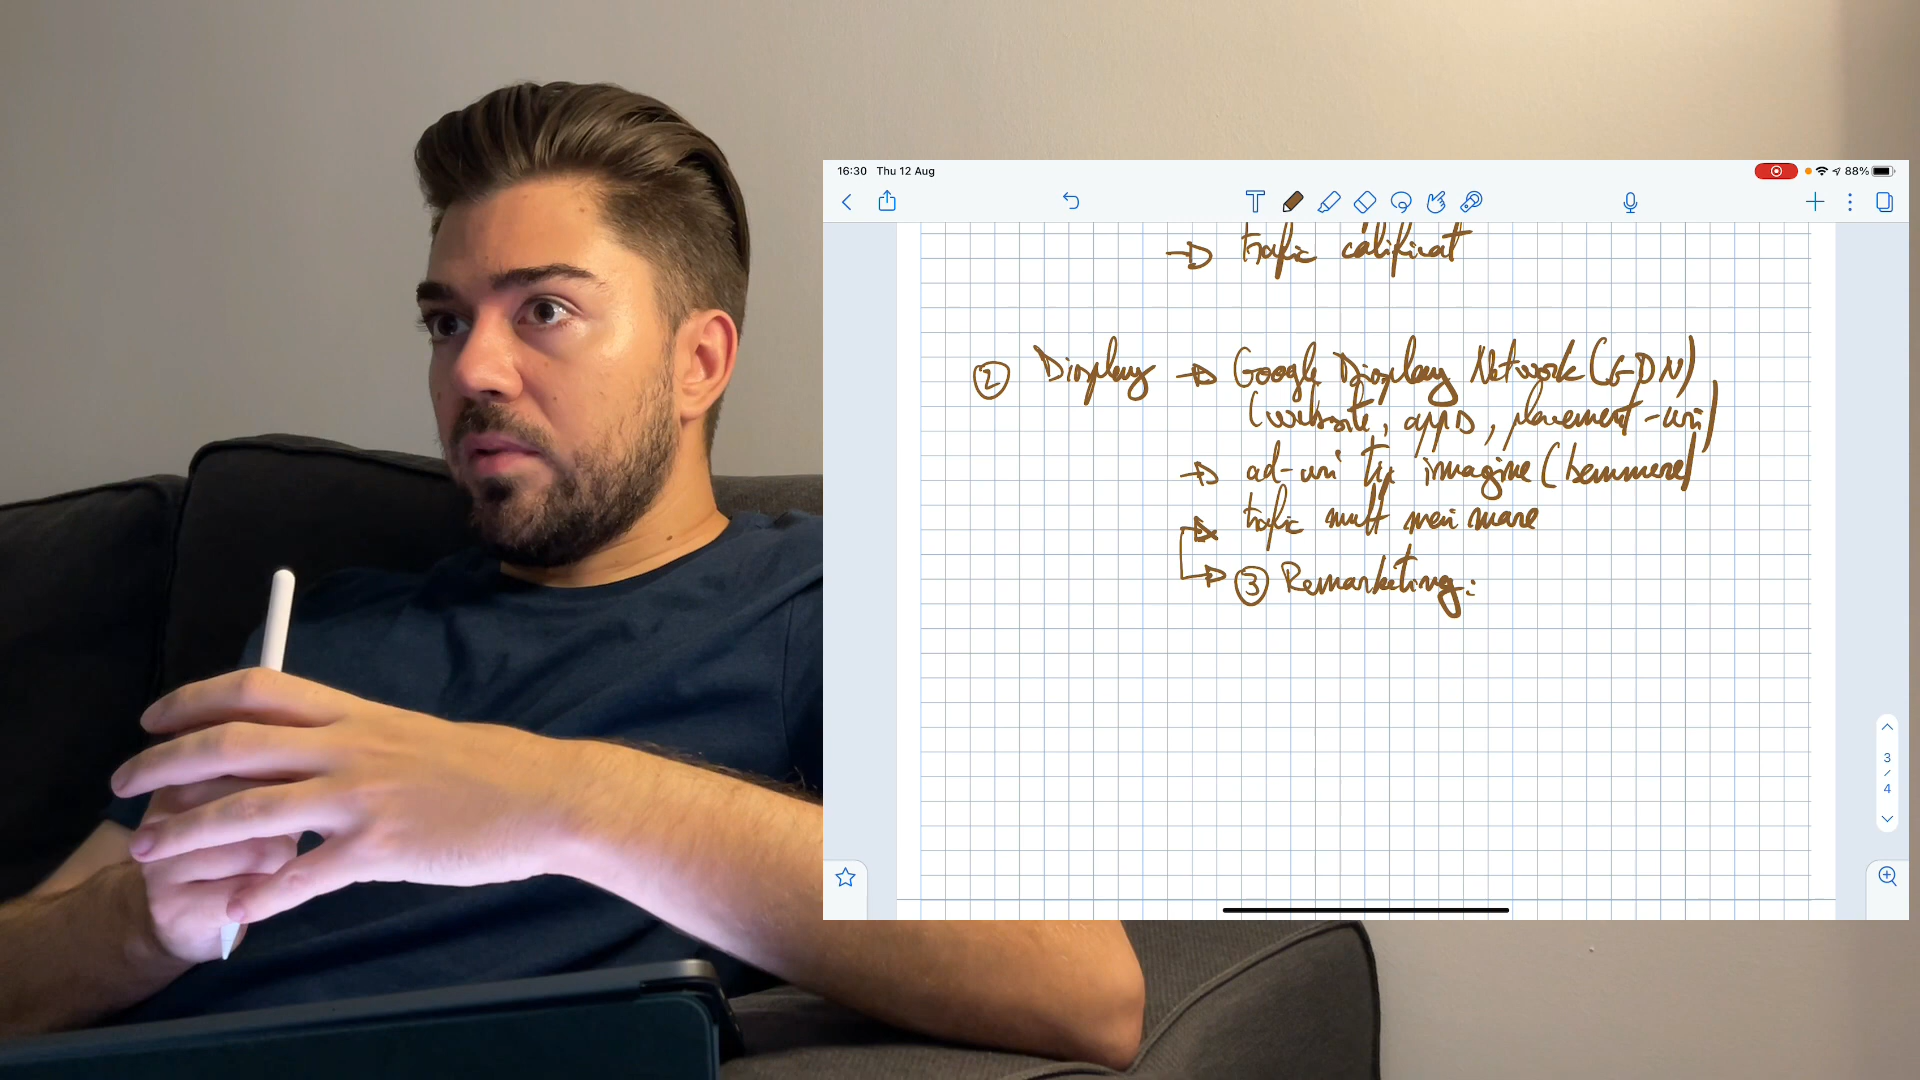 16:30 Thu 12 Aug
88%
T
→ trafic calificat
② Display → Google Display Network (GDN)
(website, apps, placement-uri)
→ ad-uri tip imagine (bannere)
→ trafic mult mai mare
→ ③ Remarketing:
3
/
4